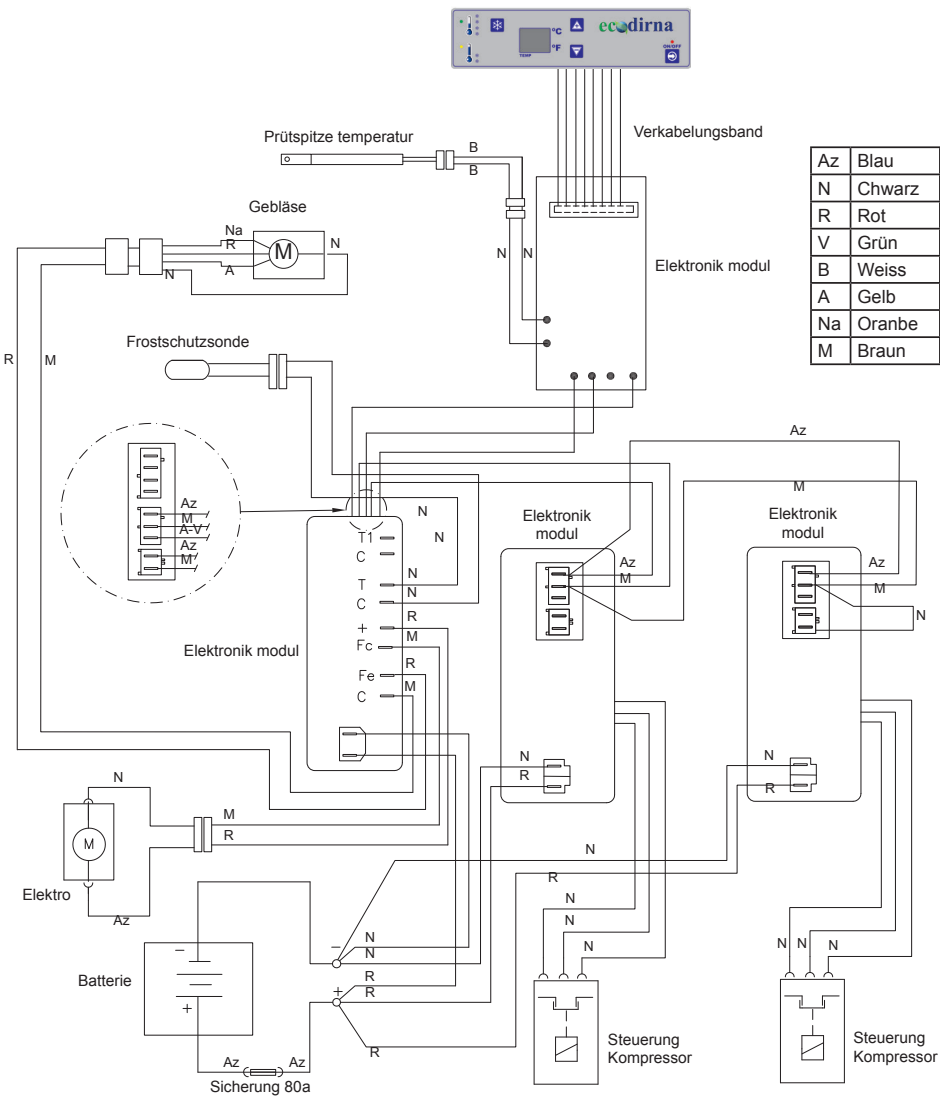 °C
ecodirna
°F
TEMP
ON/OFF
Verkabelungsband
Prütspitze temperatur
B
B
Az Blau
N Chwarz
R Rot
V Grün
B Weiss
A Gelb
Na Oranbe
M Braun
Gebläse
Na
R
A
M
N
N
N
N
Elektronik modul
R
M
Frostschutzsonde
Az
M
A-V
Az
M
Az
M
N
N
T1
C
T
C
+
Fc
Fe
C
N
N
R
M
R
M
Elektronik modul
Elektronik
modul
Az
M
Elektronik
modul
Az
M
N
N
R
N
R
N
M
Elektro
Az
M
R
N
R
Batterie
−
+
−
N
N
+
R
R
R
Az
Az
Sicherung 80a
N
N
N
Steuerung
Kompressor
N
N
N
Steuerung
Kompressor